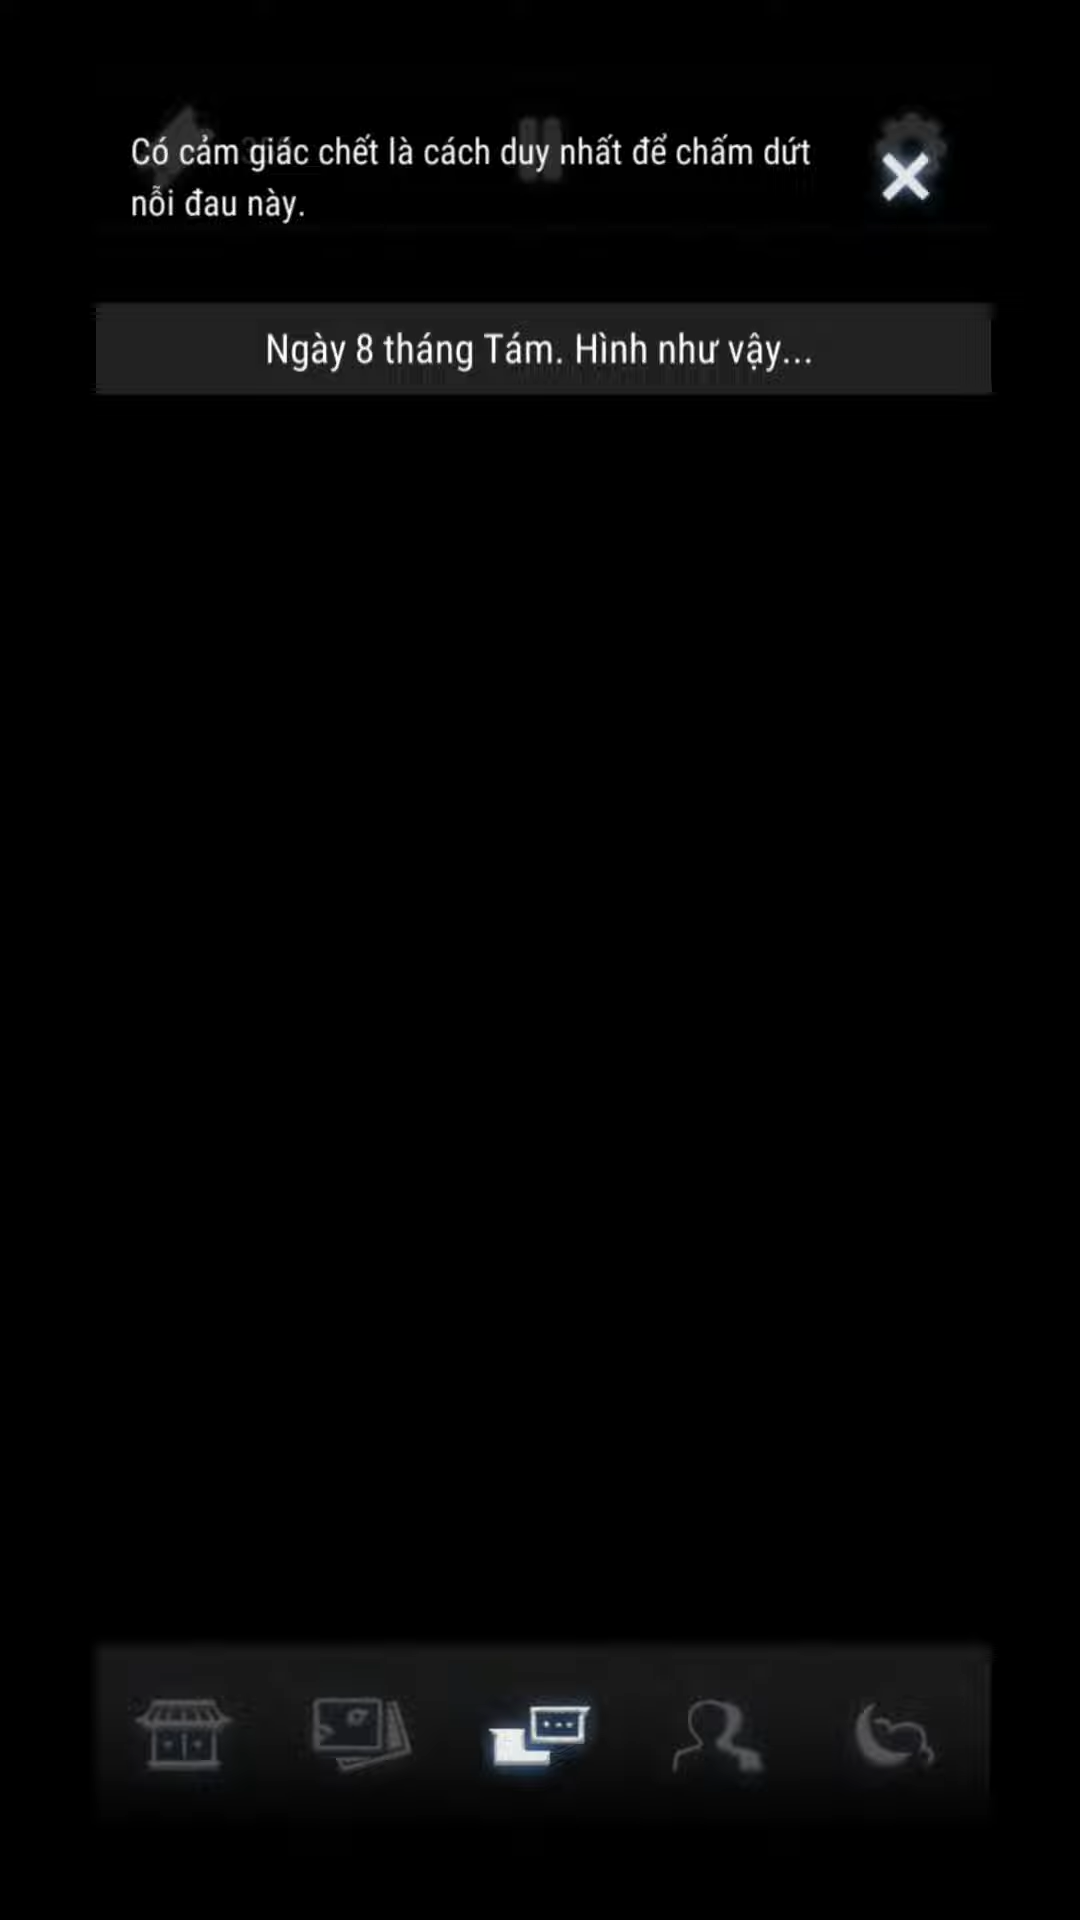 Có cảm giác chết là cách duy nhất để chấm dứt
nỗi đau này.
Ngày 8 tháng Tám. Hình như vậy...